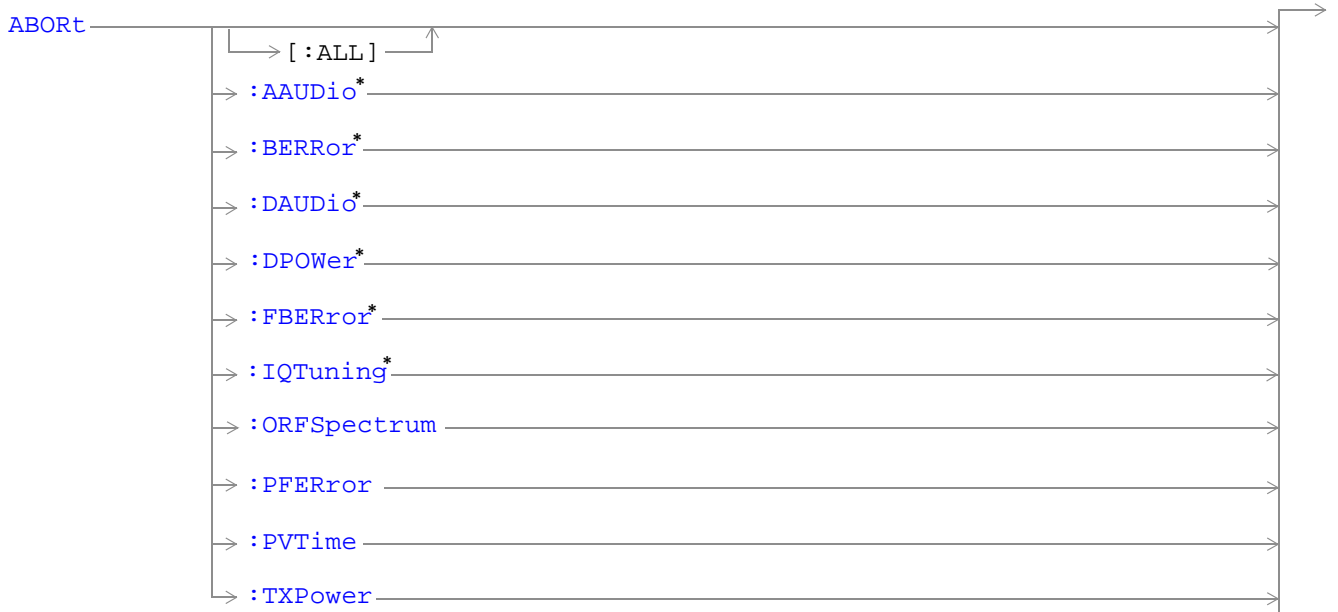 ABORt
[:ALL]
:AAUDio*
:BERRor*
:DAUDio*
:DPOWer*
:FBERror*
:IQTuning*
:ORFSpectrum
:PFERror
:PVTime
:TXPower